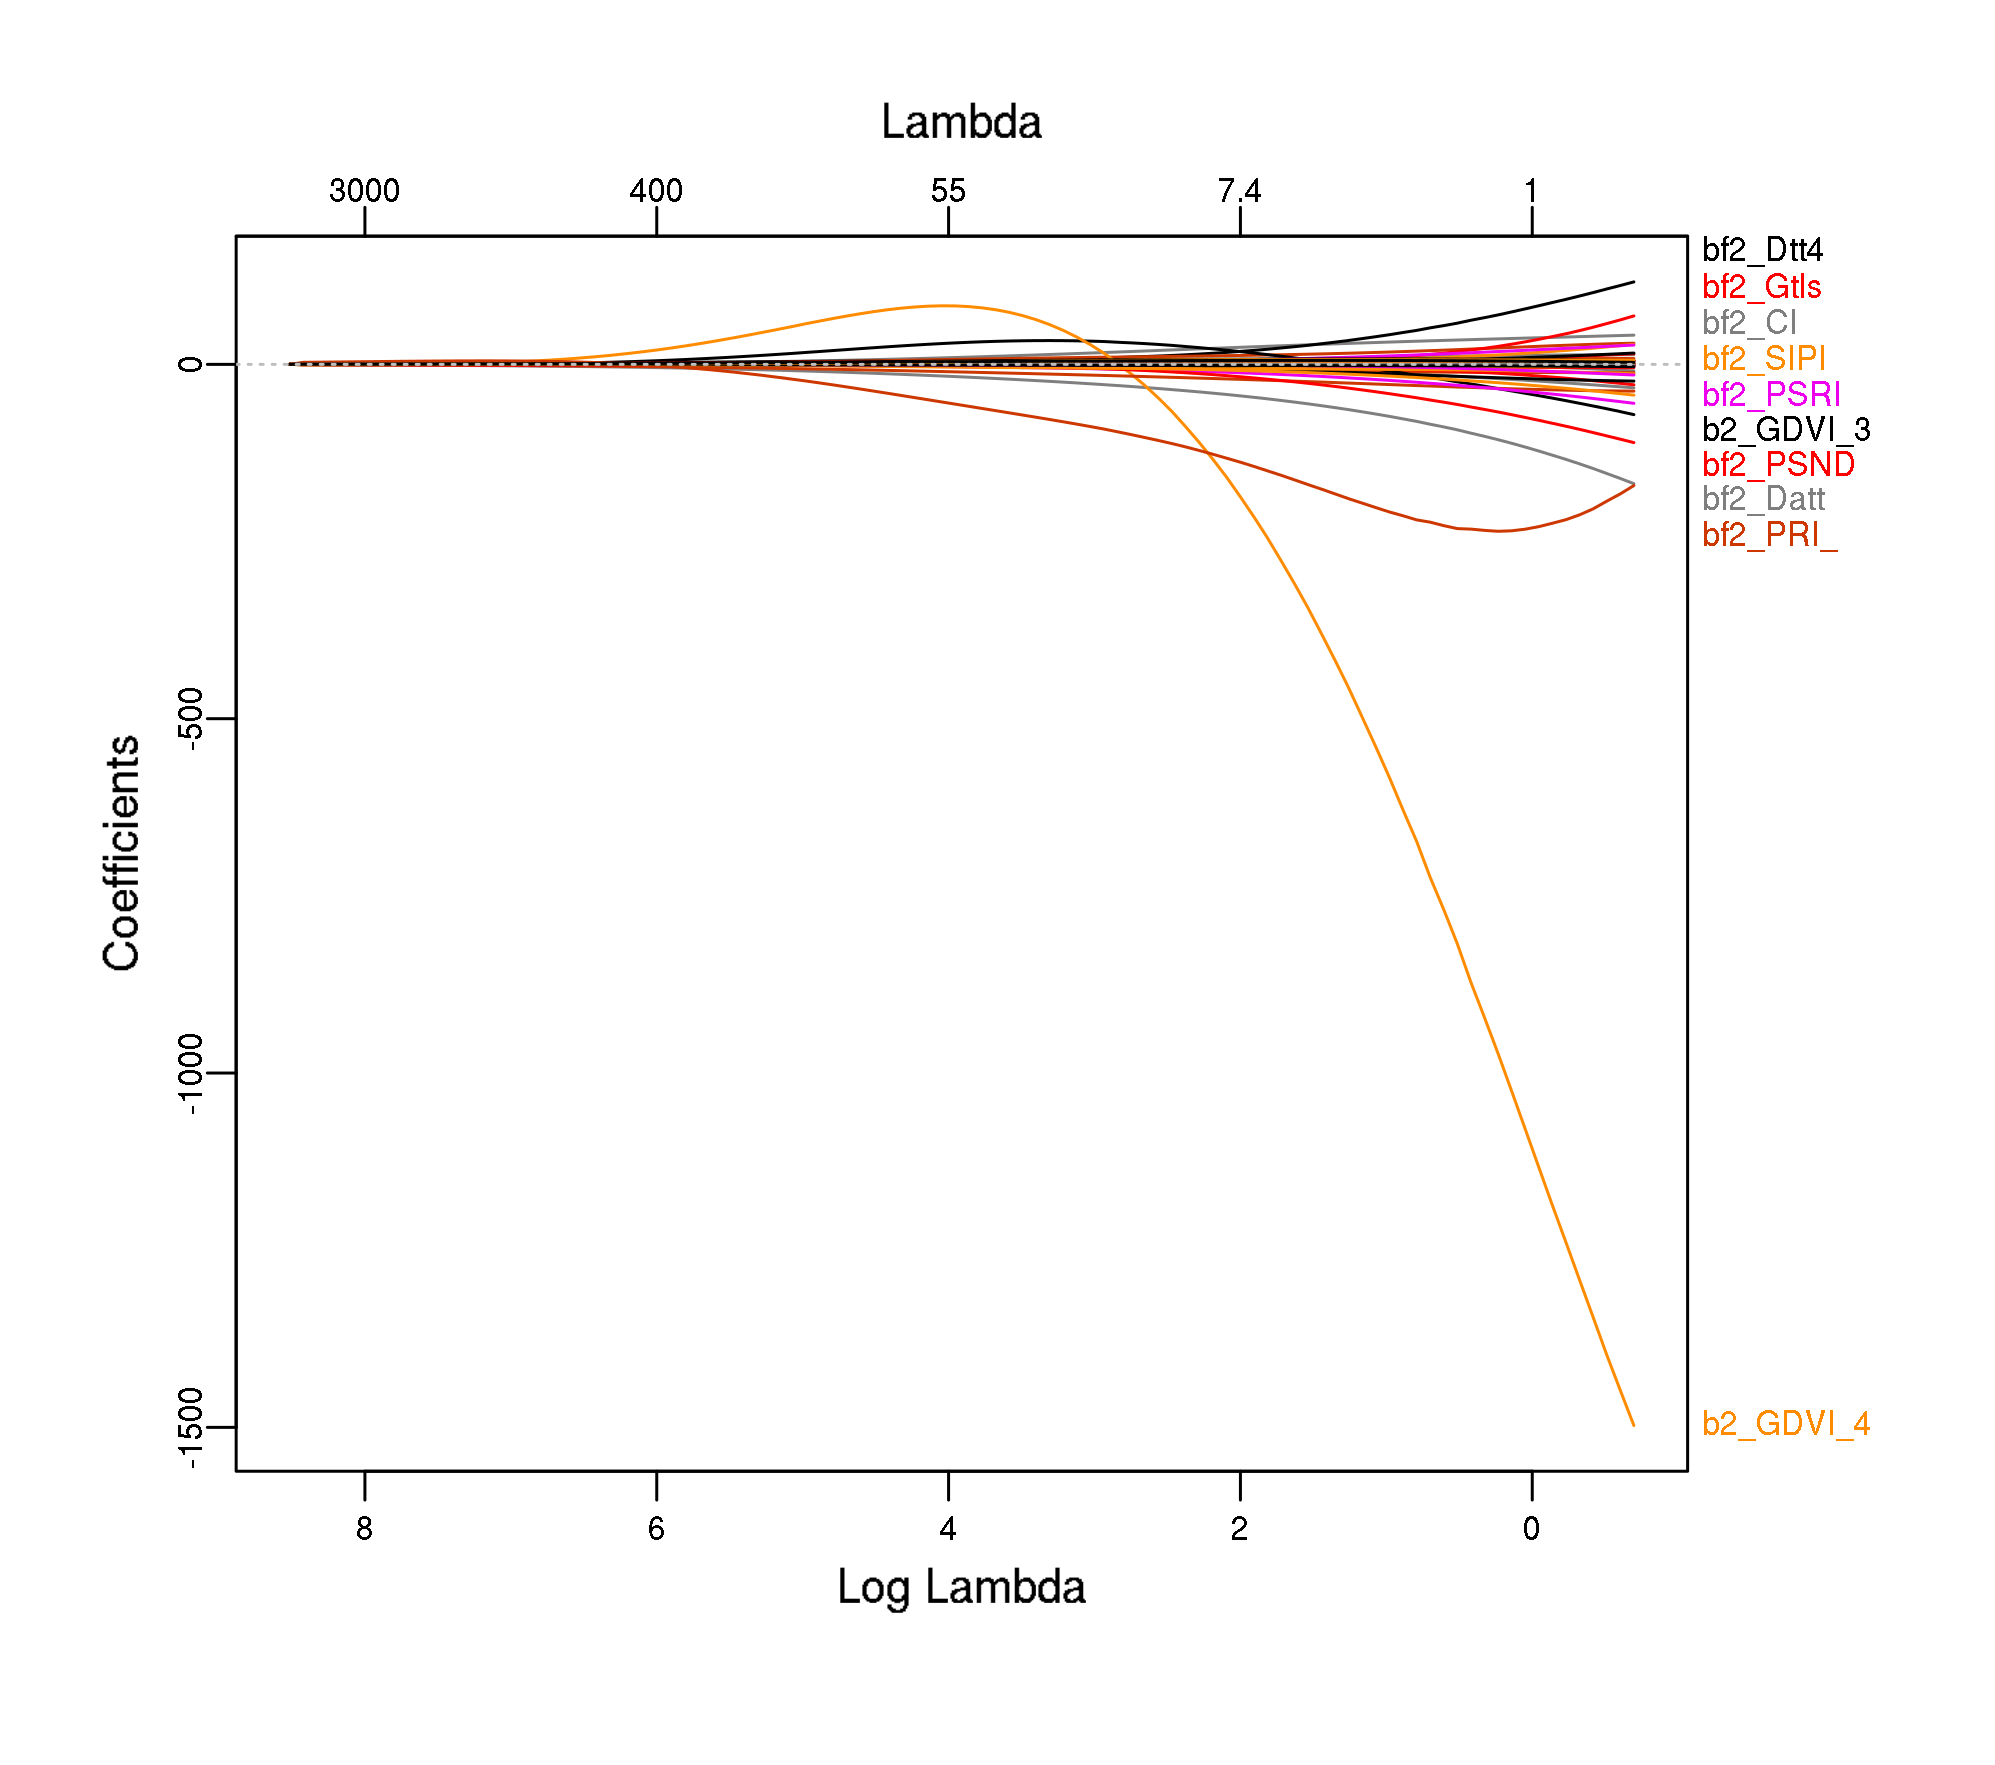 Lambda
3000 400 55 7.4 1
bf2_Dtt4
bf2_Gtls
bf2_CI
bf2_SIPI
bf2_PSRI
b2_GDVI_3
bf2_PSND
bf2_Datt
bf2_PRI_
b2_GDVI_4
Coefficients
0
-500
-1000
-1500
8 6 4 2 0
Log Lambda